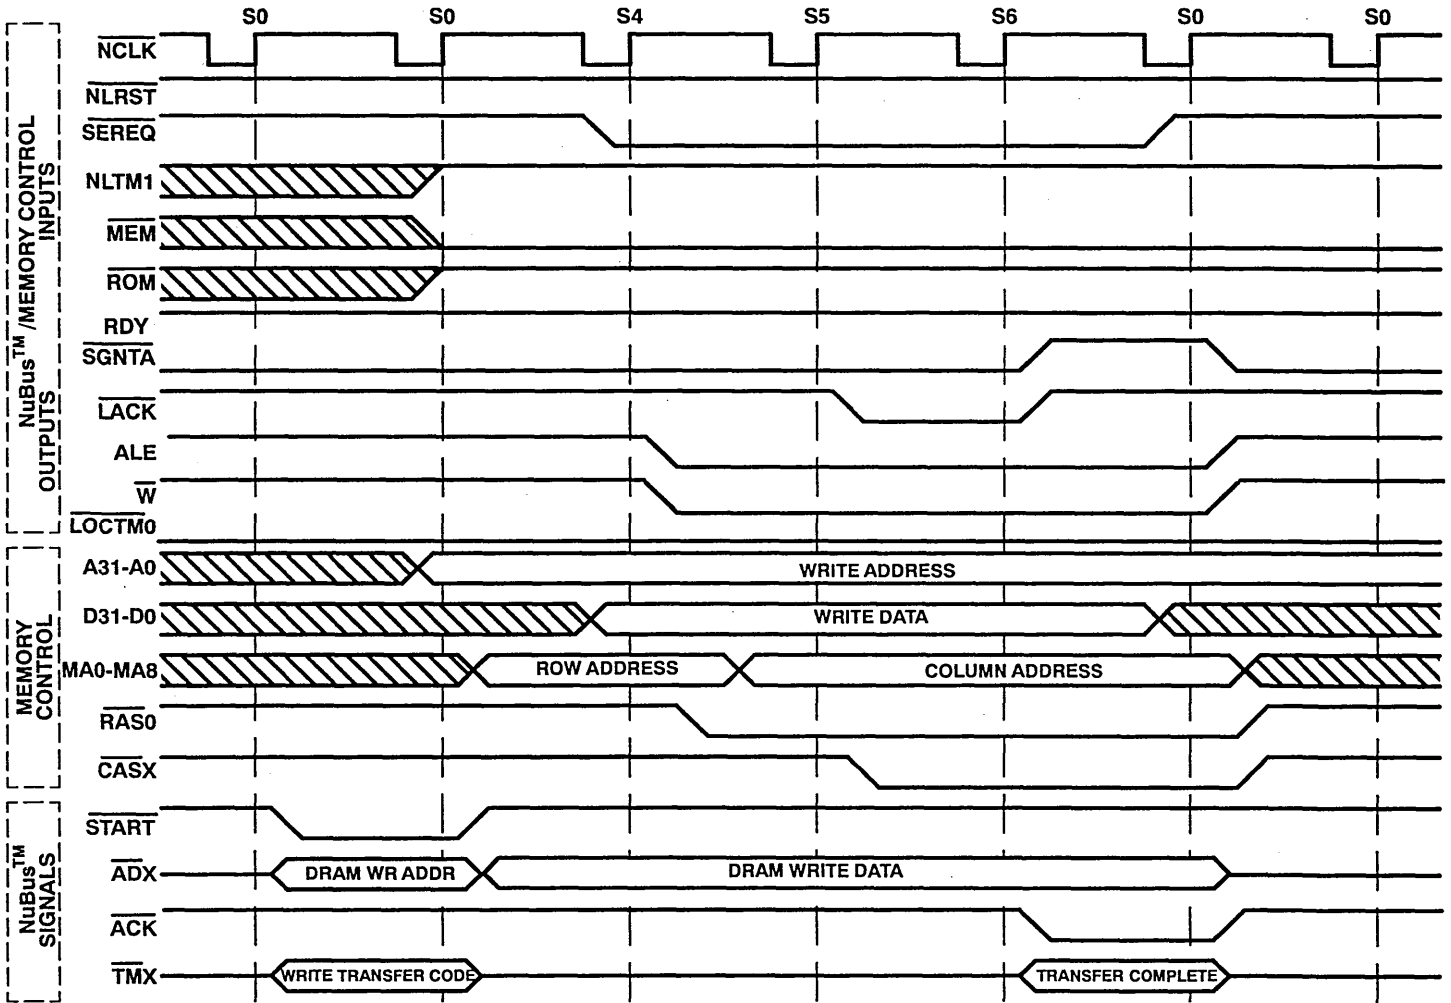 S0 S0 S4 S5 S6 S0 S0
NuBus™/MEMORY CONTROL
INPUTS
OUTPUTS
NCLK
NLRST
SEREQ
NLTM1
MEM
ROM
RDY
SGNTA
LACK
ALE
W
LOCTM0
MEMORY
CONTROL
A31-A0 WRITE ADDRESS
D31-D0 WRITE DATA
MA0-MA8 ROW ADDRESS COLUMN ADDRESS
RAS0
CASX
NuBus™
SIGNALS
START
ADX DRAM WR ADDR DRAM WRITE DATA
ACK
TMX WRITE TRANSFER CODE TRANSFER COMPLETE